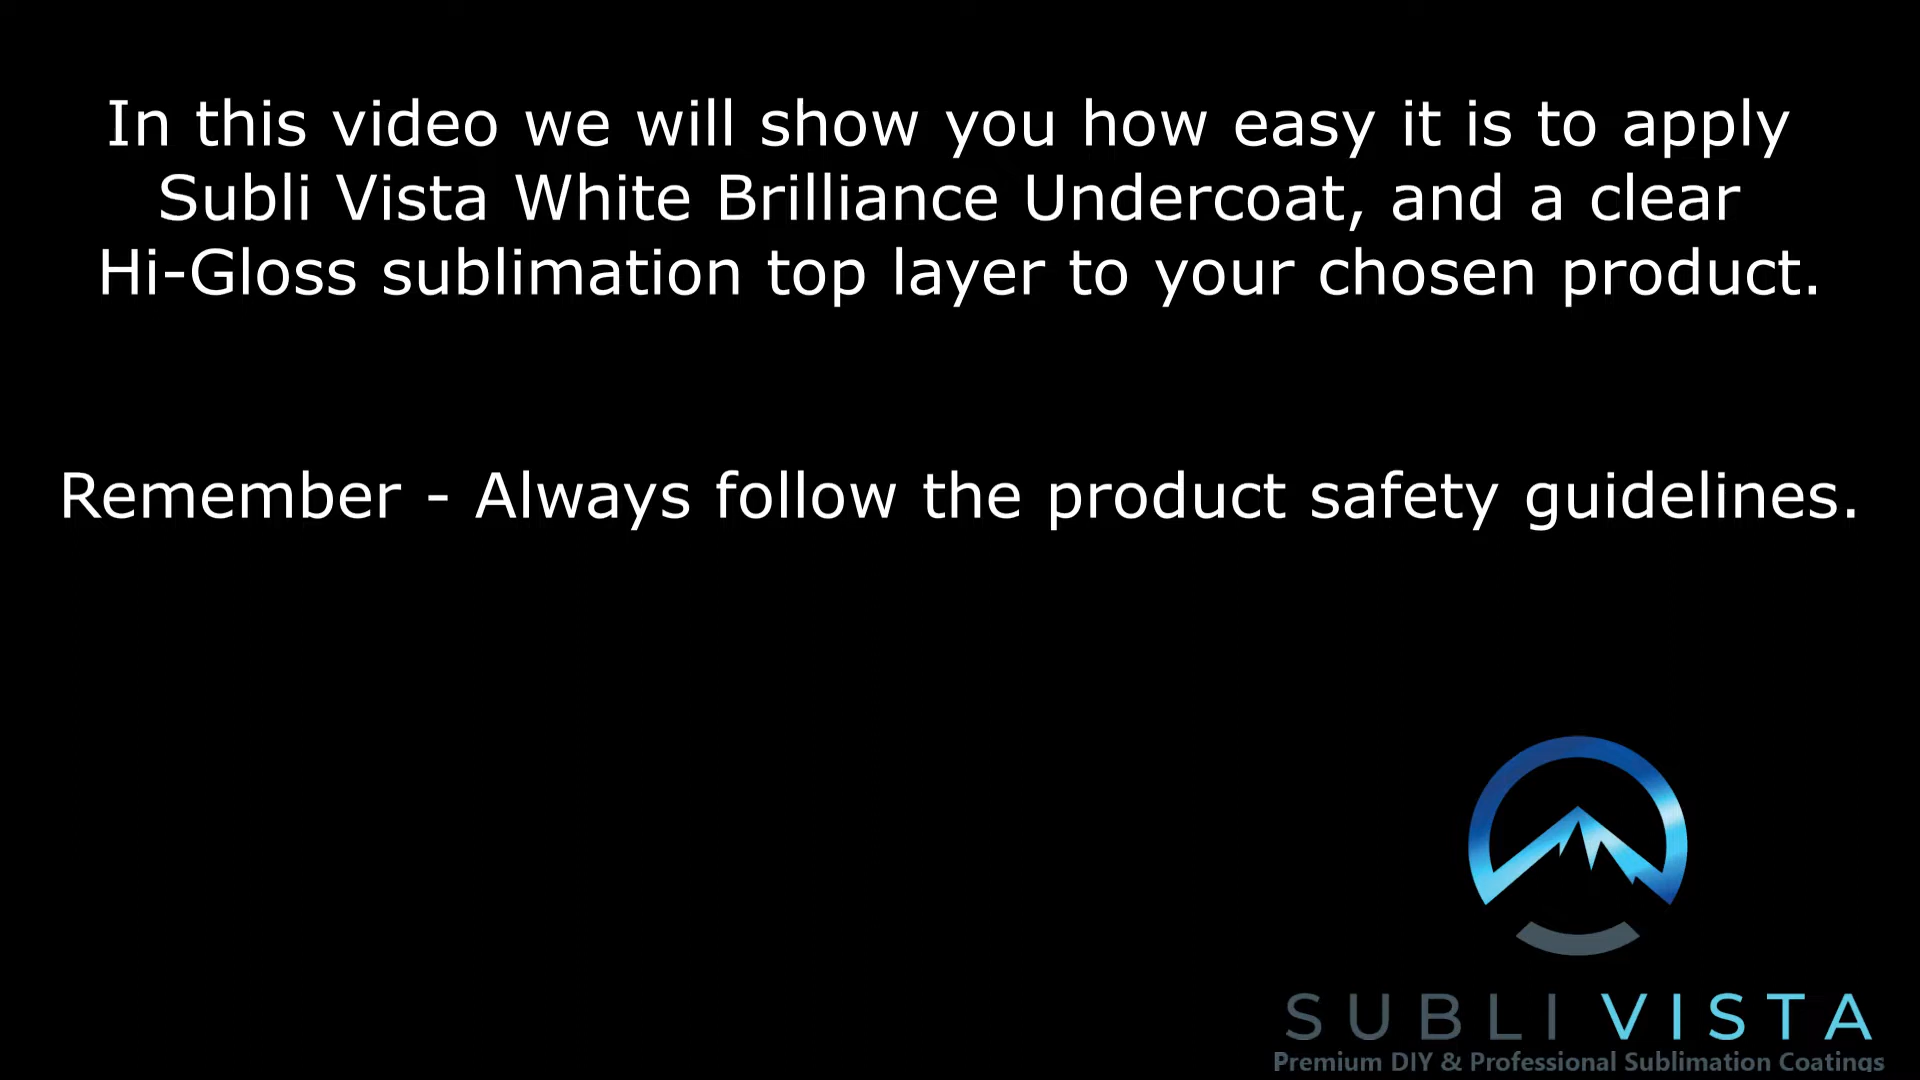 In this video we will show you how easy it is to apply
Subli Vista White Brilliance Undercoat, and a clear
Hi-Gloss sublimation top layer to your chosen product.
Remember - Always follow the product safety guidelines.
SUBLI VISTA
Premium DIY & Professional Sublimation Coatings